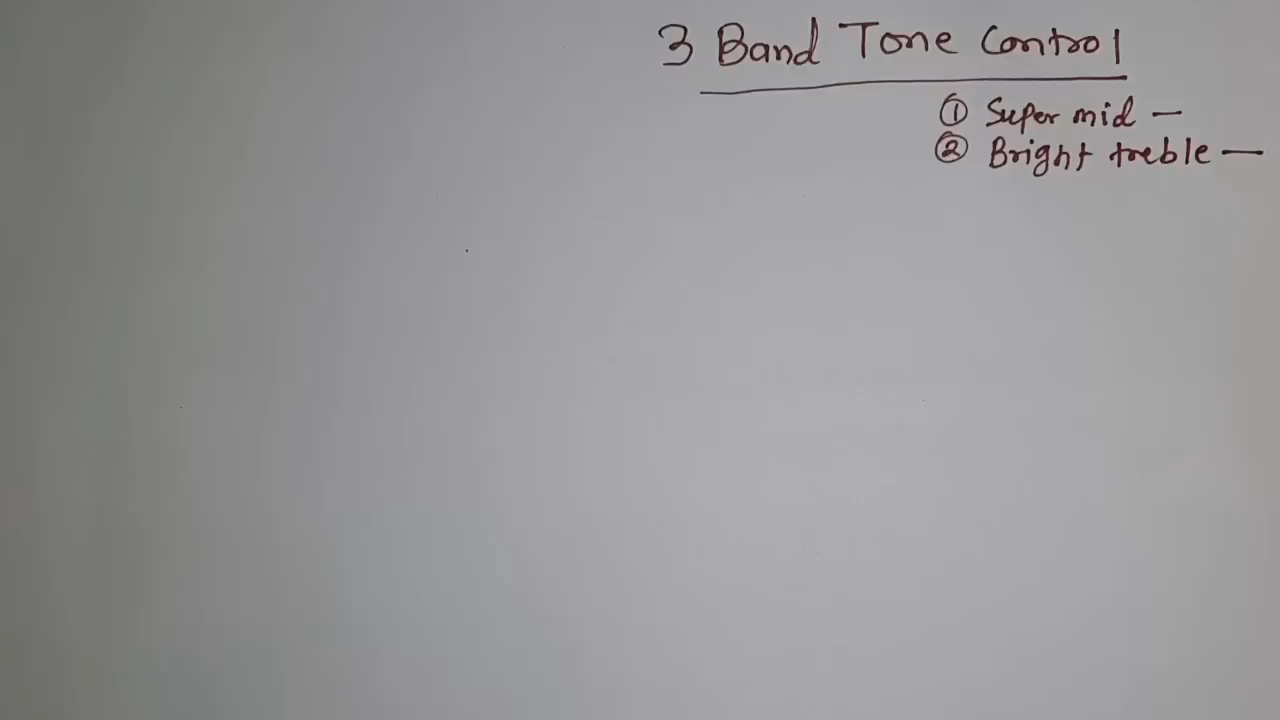 3 Band Tone Control
① Super mid —
② Bright treble —